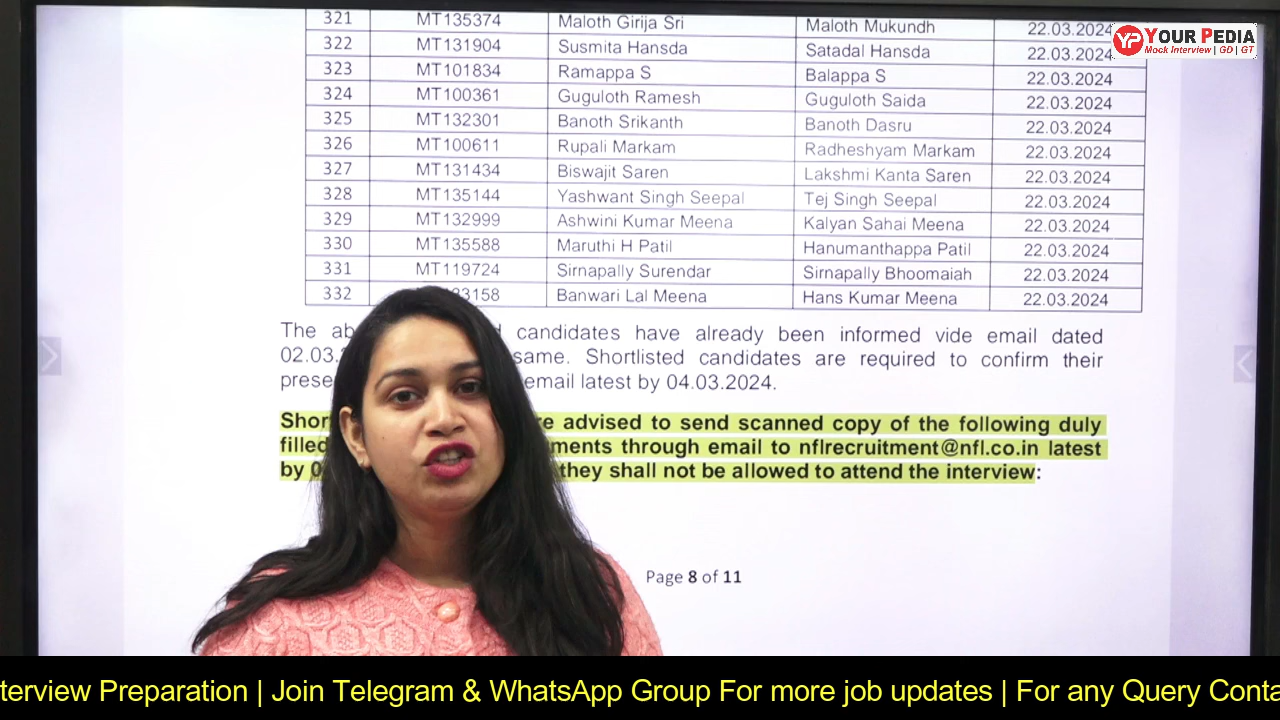 321 MT135374 Maloth Girija Sri Maloth Mukundh 22.03.2024
YP YOUR PEDIA
Mock Interview | GD | GT
322 MT131904 Susmita Hansda Satadal Hansda 22.03.2024
323 MT101834 Ramappa S Balappa S 22.03.2024
324 MT100361 Guguloth Ramesh Guguloth Saida 22.03.2024
325 MT132301 Banoth Srikanth Banoth Dasru 22.03.2024
326 MT100611 Rupali Markam Radheshyam Markam 22.03.2024
327 MT131434 Biswajit Saren Lakshmi Kanta Saren 22.03.2024
328 MT135144 Yashwant Singh Seepal Tej Singh Seepal 22.03.2024
329 MT132999 Ashwini Kumar Meena Kalyan Sahai Meena 22.03.2024
330 MT135588 Maruthi H Patil Hanumanthappa Patil 22.03.2024
331 MT119724 Sirnapally Surendar Sirnapally Bhoomaiah 22.03.2024
332 3158 Banwari Lal Meena Hans Kumar Meena 22.03.2024
The candidates have already been informed vide email dated
02.03. same. Shortlisted candidates are required to confirm their
email latest by 04.03.2024.
advised to send scanned copy of the following duly
filled through email to nflrecruitment@nfl.co.in latest
by they shall not be allowed to attend the interview:
Page 8 of 11
terview Preparation | Join Telegram & WhatsApp Group For more job updates | For any Query Conta